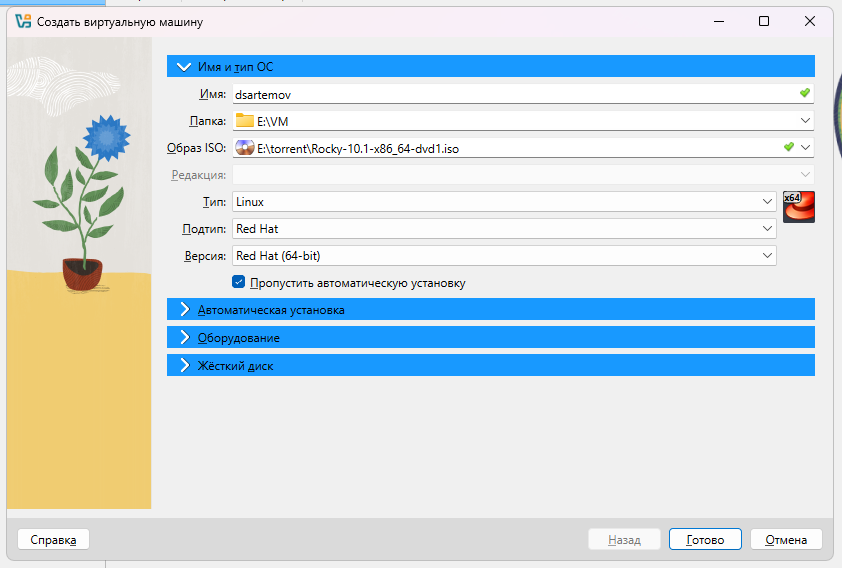 Создать виртуальную машину
Имя и тип ОС
Имя: dsartemov
Папка: E:\VM
Образ ISO: E:\torrent\Rocky-10.1-x86_64-dvd1.iso
Редакция:
Тип: Linux
x64
Подтип: Red Hat
Версия: Red Hat (64-bit)
Пропустить автоматическую установку
Автоматическая установка
Оборудование
Жёсткий диск
Справка Назад Готово Отмена